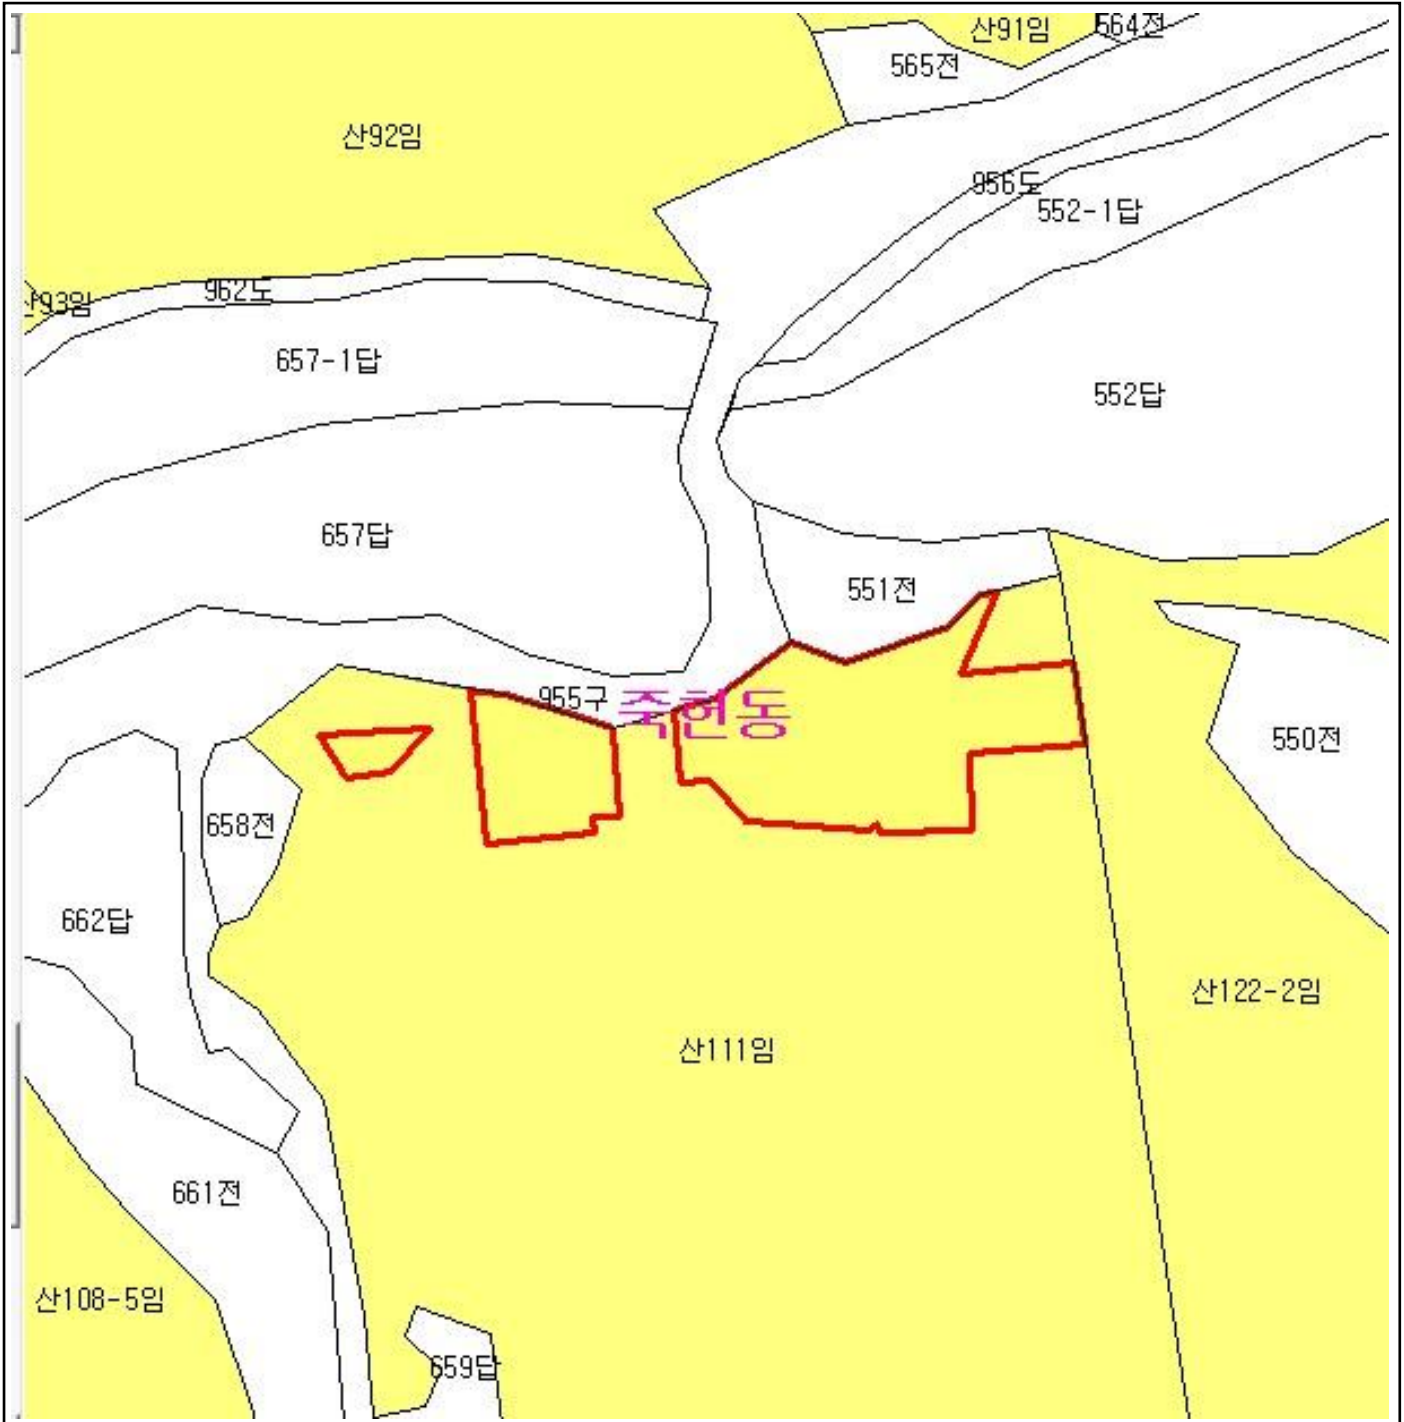 산91임
564전
565전
산92임
956도
552-1답
산93임
962도
657-1답
552답
657답
551전
955구
죽헌동
550전
658전
662답
산122-2임
산111임
661전
산108-5임
659답